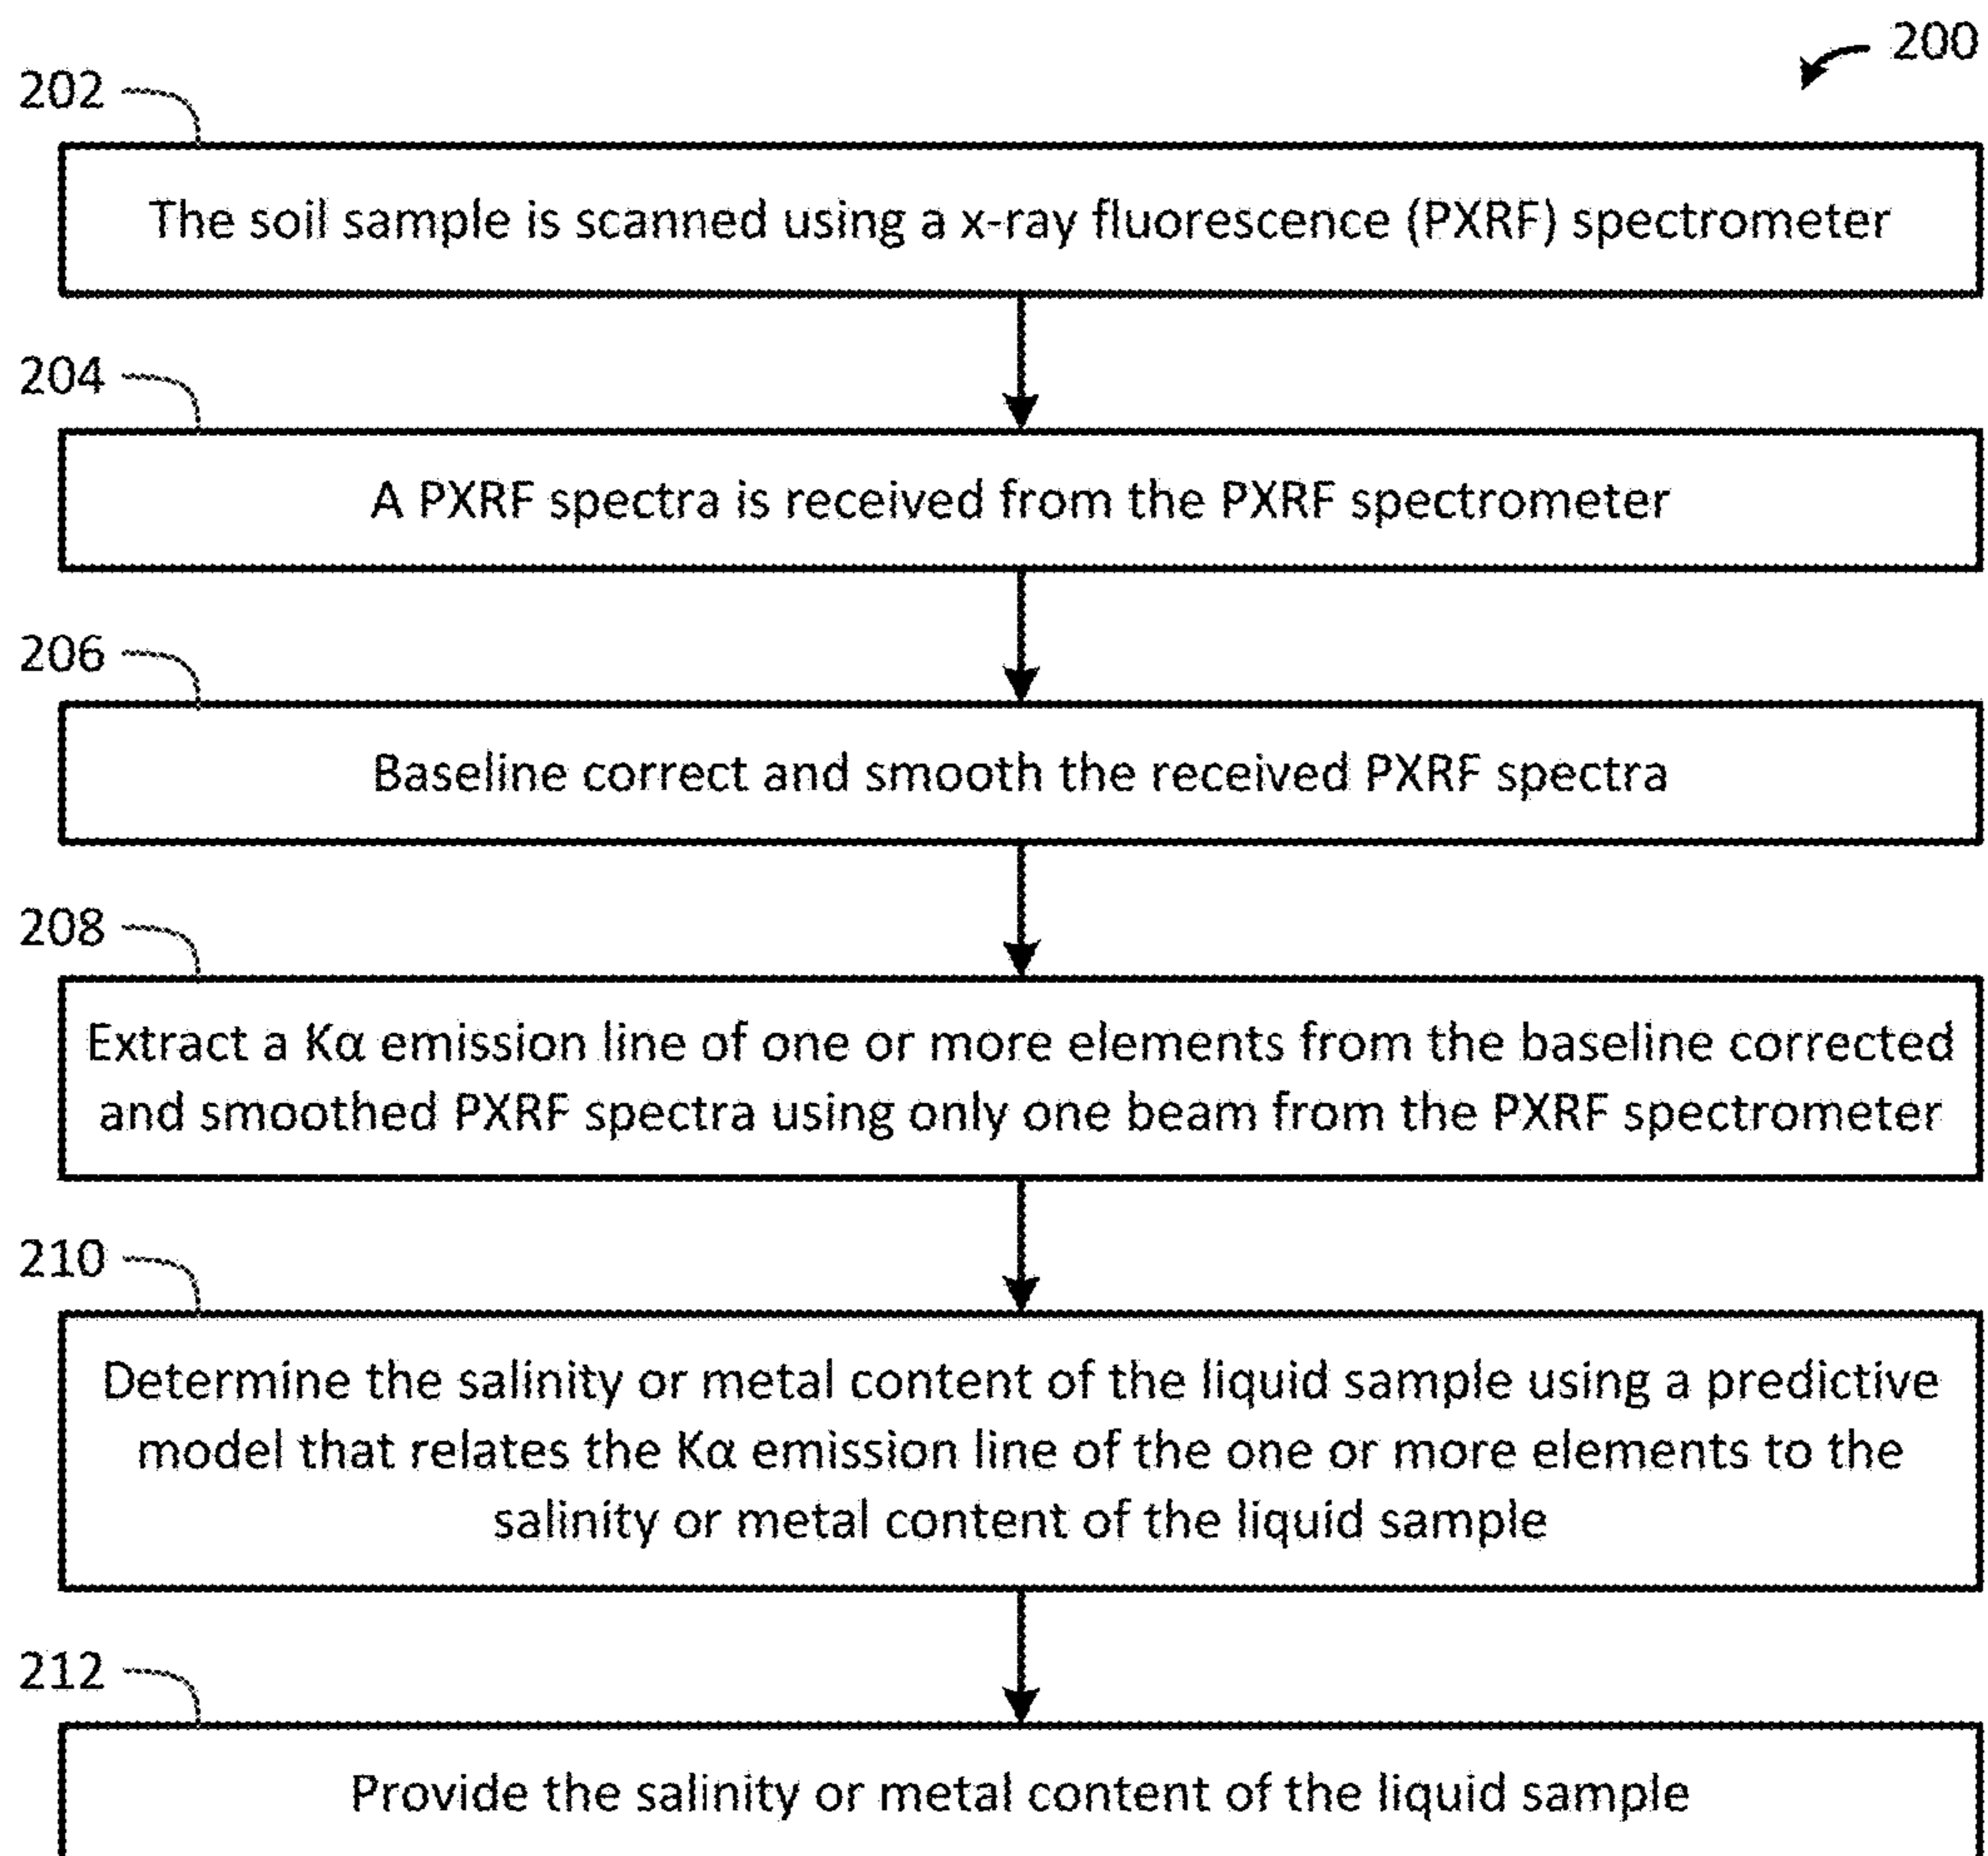 200
202
The soil sample is scanned using a x-ray fluorescence (PXRF) spectrometer
204
A PXRF spectra is received from the PXRF spectrometer
206
Baseline correct and smooth the received PXRF spectra
208
Extract a Kα emission line of one or more elements from the baseline corrected
and smoothed PXRF spectra using only one beam from the PXRF spectrometer
210
Determine the salinity or metal content of the liquid sample using a predictive
model that relates the Kα emission line of the one or more elements to the
salinity or metal content of the liquid sample
212
Provide the salinity or metal content of the liquid sample